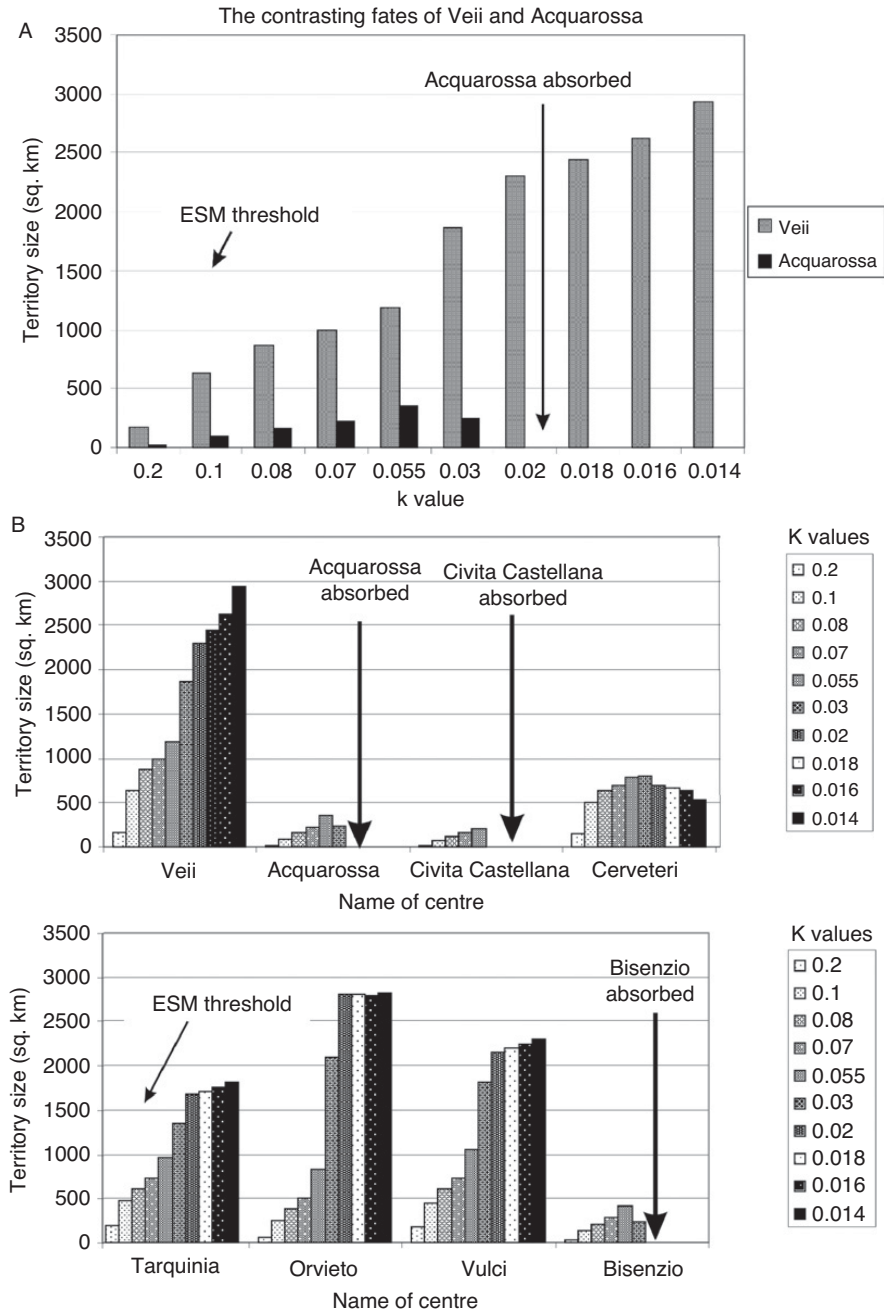 A
The contrasting fates of Veii and Acquarossa
3500
3000
2500
2000
1500
1000
500
0
Territory size (sq. km)
ESM threshold
Acquarossa absorbed
Veii
Acquarossa
0.2 0.1 0.08 0.07 0.055 0.03 0.02 0.018 0.016 0.014
k value
B
3500
3000
2500
2000
1500
1000
500
0
Territory size (sq. km)
Acquarossa
absorbed
Civita Castellana
absorbed
Veii Acquarossa Civita Castellana Cerveteri
Name of centre
K values
0.2
0.1
0.08
0.07
0.055
0.03
0.02
0.018
0.016
0.014
3500
3000
2500
2000
1500
1000
500
0
Territory size (sq. km)
ESM threshold
Bisenzio
absorbed
Tarquinia Orvieto Vulci Bisenzio
Name of centre
K values
0.2
0.1
0.08
0.07
0.055
0.03
0.02
0.018
0.016
0.014